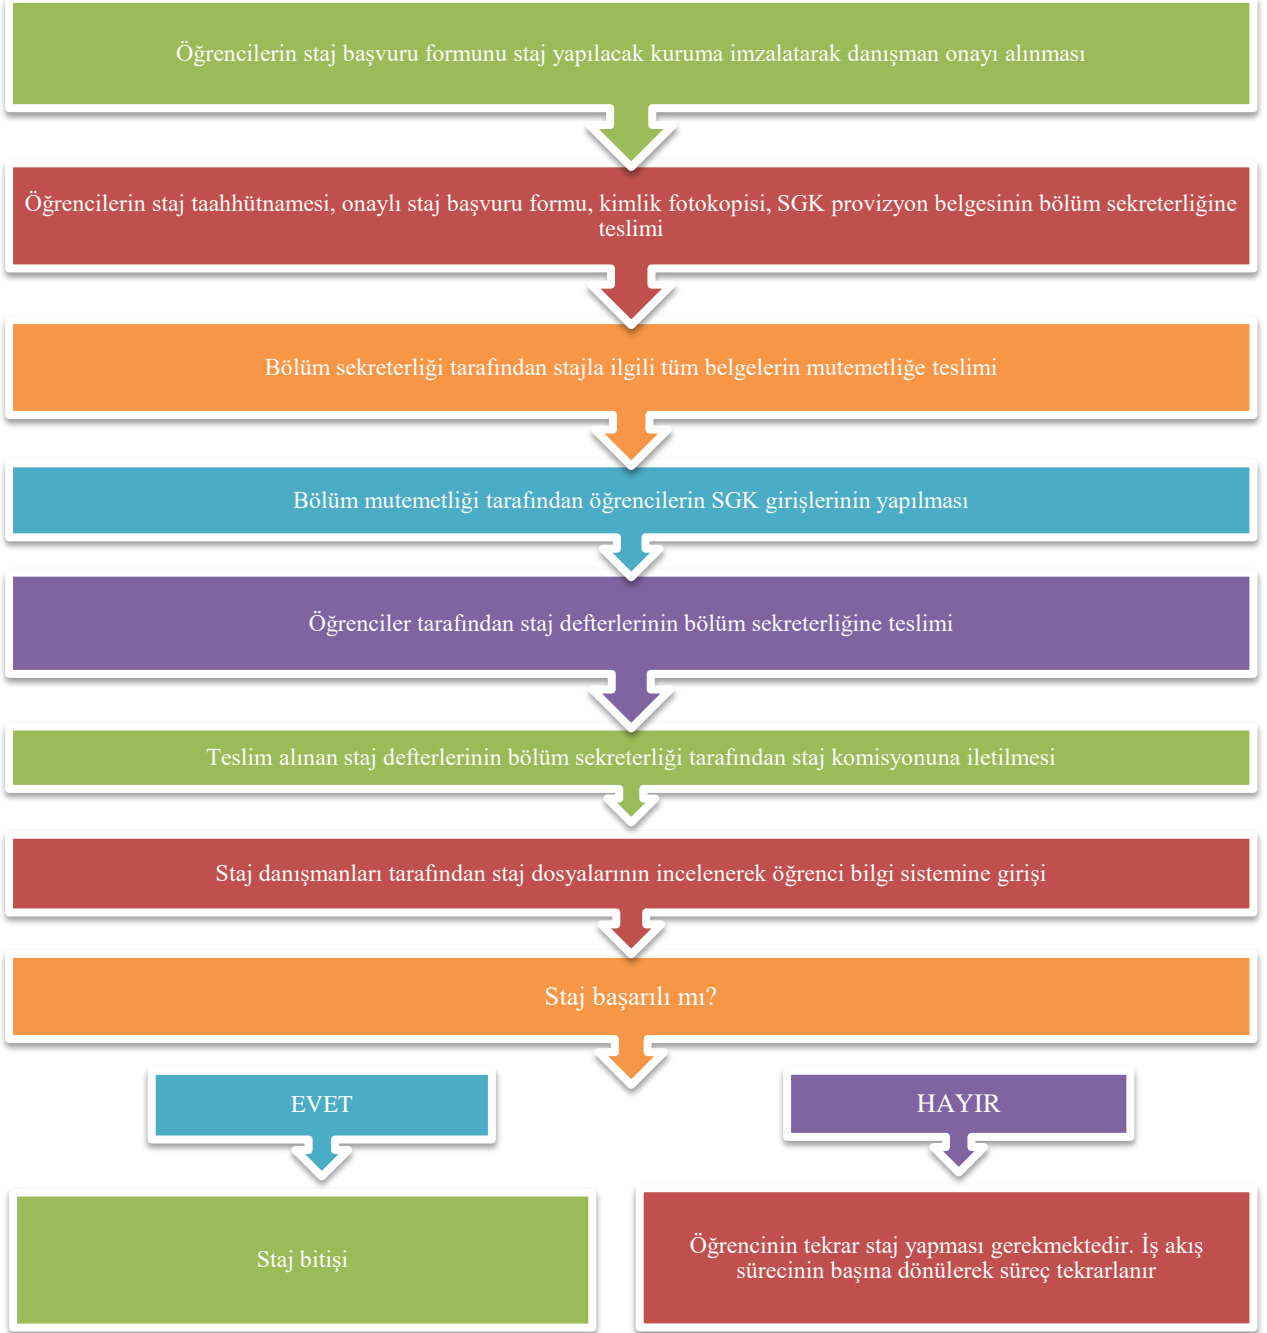 Öğrencilerin staj başvuru formunu staj yapılacak kuruma imzalatarak danışman onayı alınması
Öğrencilerin staj taahhütnamesi, onaylı staj başvuru formu, kimlik fotokopisi, SGK provizyon belgesinin bölüm sekreterliğine
teslimi
Bölüm sekreterliği tarafından stajla ilgili tüm belgelerin mutemetliğe teslimi
Bölüm mutemetliği tarafından öğrencilerin SGK girişlerinin yapılması
Öğrenciler tarafından staj defterlerinin bölüm sekreterliğine teslimi
Teslim alınan staj defterlerinin bölüm sekreterliği tarafından staj komisyonuna iletilmesi
Staj danışmanları tarafından staj dosyalarının incelenerek öğrenci bilgi sistemine girişi
Staj başarılı mı?
EVET
HAYIR
Staj bitişi
Öğrencinin tekrar staj yapması gerekmektedir. İş akış
sürecinin başına dönülerek süreç tekrarlanır